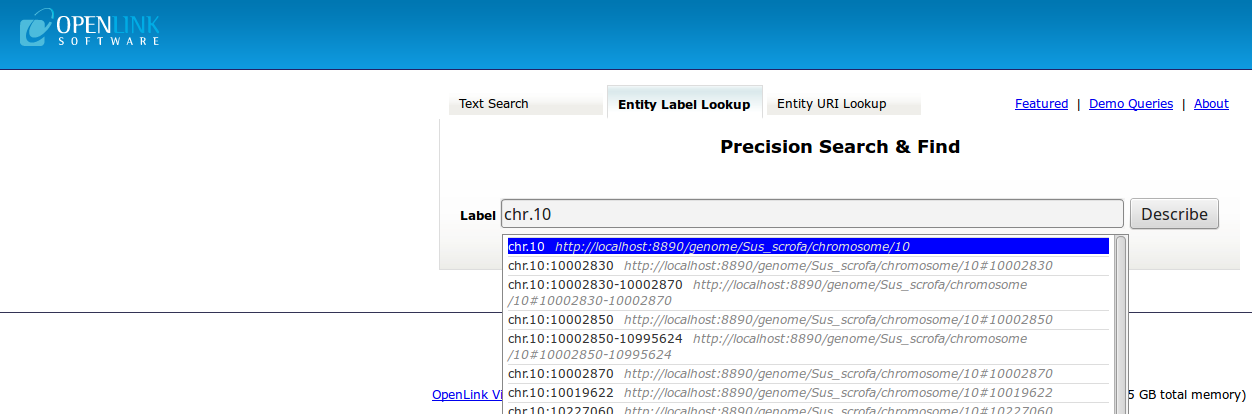 OPENLINK
SOFTWARE
Text Search Entity Label Lookup Entity URI Lookup Featured | Demo Queries | About
Precision Search & Find
Label chr.10 Describe
chr.10 http://localhost:8890/genome/Sus_scrofa/chromosome/10
chr.10:10002830 http://localhost:8890/genome/Sus_scrofa/chromosome/10#10002830
chr.10:10002830-10002870 http://localhost:8890/genome/Sus_scrofa/chromosome
/10#10002830-10002870
chr.10:10002850 http://localhost:8890/genome/Sus_scrofa/chromosome/10#10002850
chr.10:10002850-10995624 http://localhost:8890/genome/Sus_scrofa/chromosome
/10#10002850-10995624
chr.10:10002870 http://localhost:8890/genome/Sus_scrofa/chromosome/10#10002870
chr.10:10019622 http://localhost:8890/genome/Sus_scrofa/chromosome/10#10019622
OpenLink Vi 5 GB total memory)
chr.10:10227060 http://localhost:8890/genome/Sus_scrofa/chromosome/10#10227060